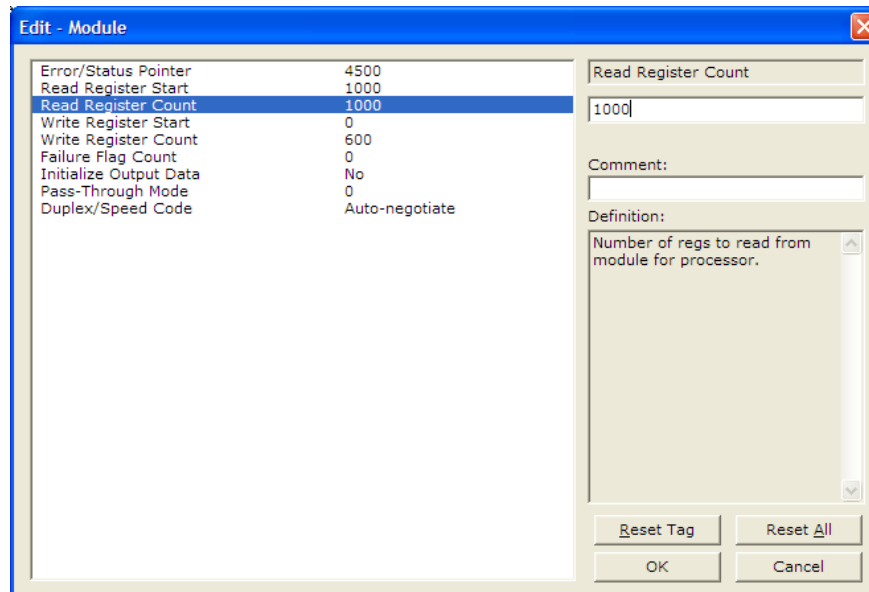 Edit - Module
Error/Status Pointer 4500
Read Register Start 1000
Read Register Count 1000
Write Register Start 0
Write Register Count 600
Failure Flag Count 0
Initialize Output Data No
Pass-Through Mode 0
Duplex/Speed Code Auto-negotiate
Read Register Count
1000
Comment:
Definition:
Number of regs to read from
module for processor.
Reset Tag Reset All
OK Cancel